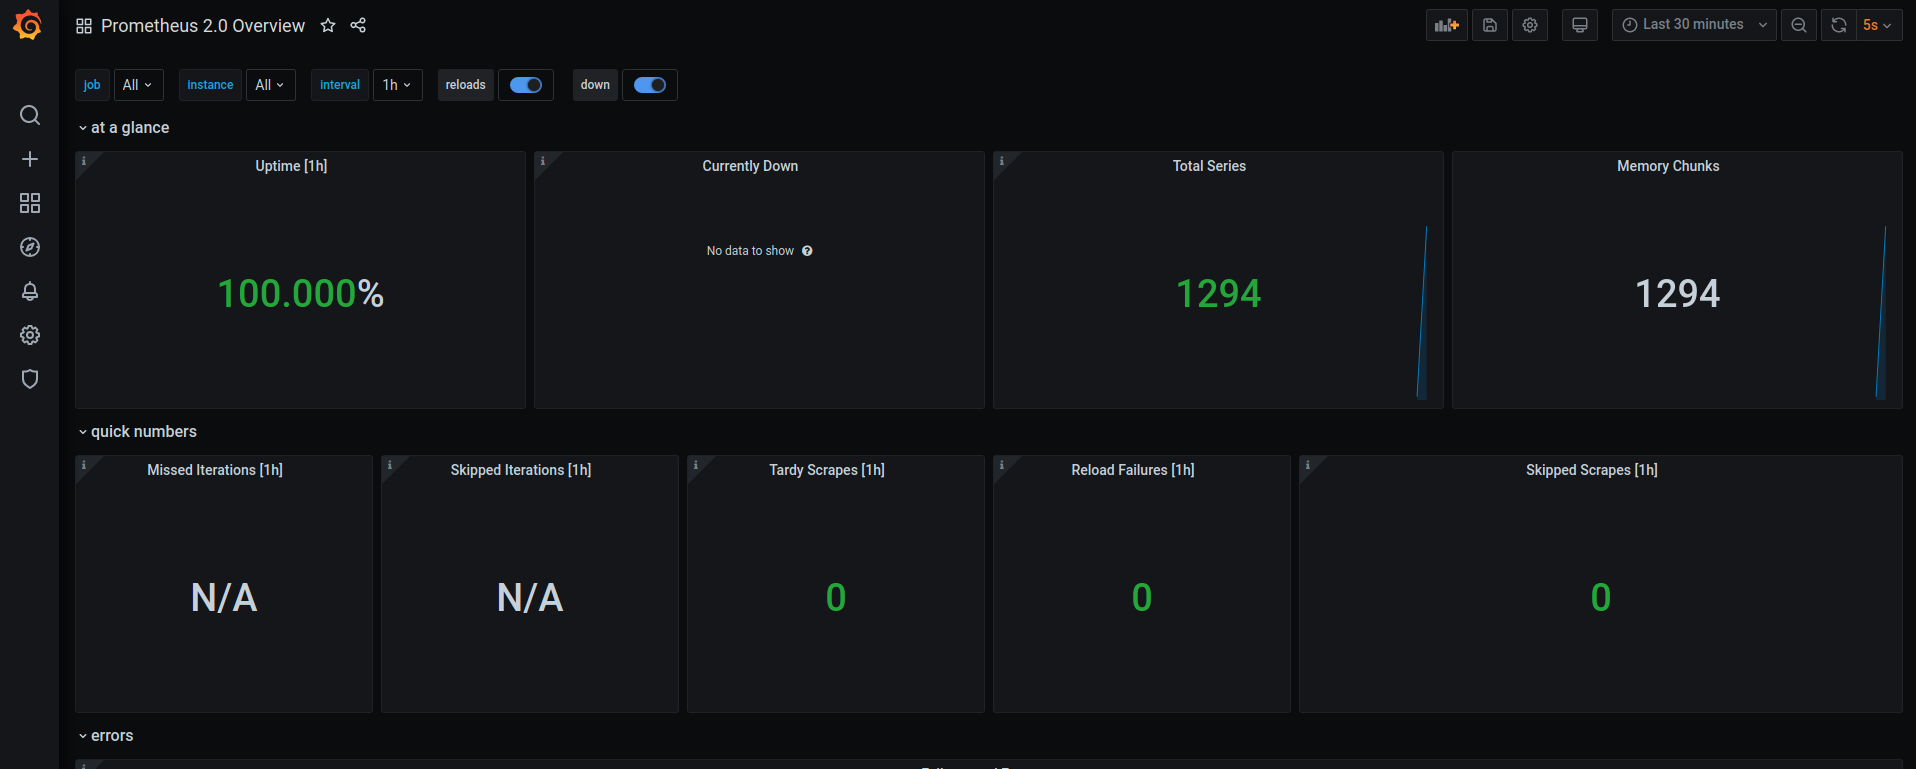 Prometheus 2.0 Overview
Last 30 minutes
5s
job All instance All interval 1h reloads down
at a glance
Uptime [1h]
100.000%
Currently Down
No data to show
Total Series
1294
Memory Chunks
1294
quick numbers
Missed Iterations [1h]
N/A
Skipped Iterations [1h]
N/A
Tardy Scrapes [1h]
0
Reload Failures [1h]
0
Skipped Scrapes [1h]
0
errors